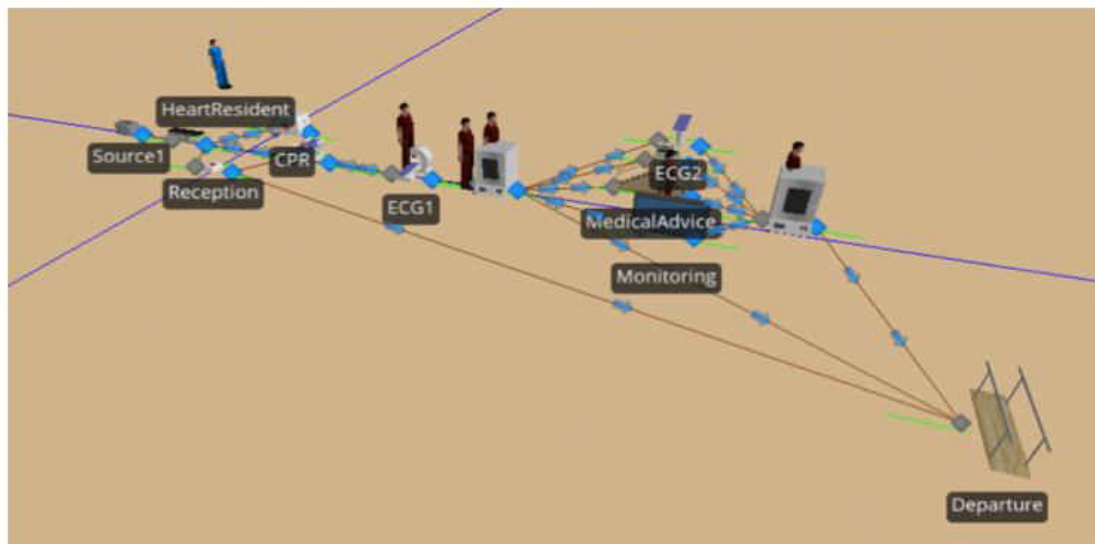 HeartResident
Source1
CPR
Reception
ECG1
ECG2
MedicalAdvice
Monitoring
Departure